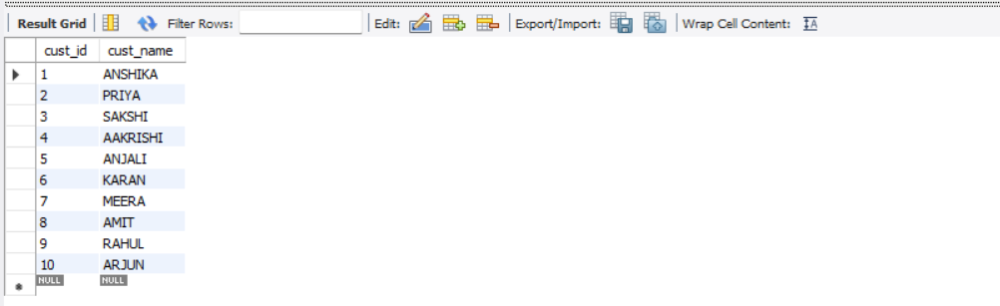 Result Grid Filter Rows: Edit: Export/Import: Wrap Cell Content: IA
cust_id cust_name
1 ANSHIKA
2 PRIYA
3 SAKSHI
4 AAKRISHI
5 ANJALI
6 KARAN
7 MEERA
8 AMIT
9 RAHUL
10 ARJUN
NULL NULL